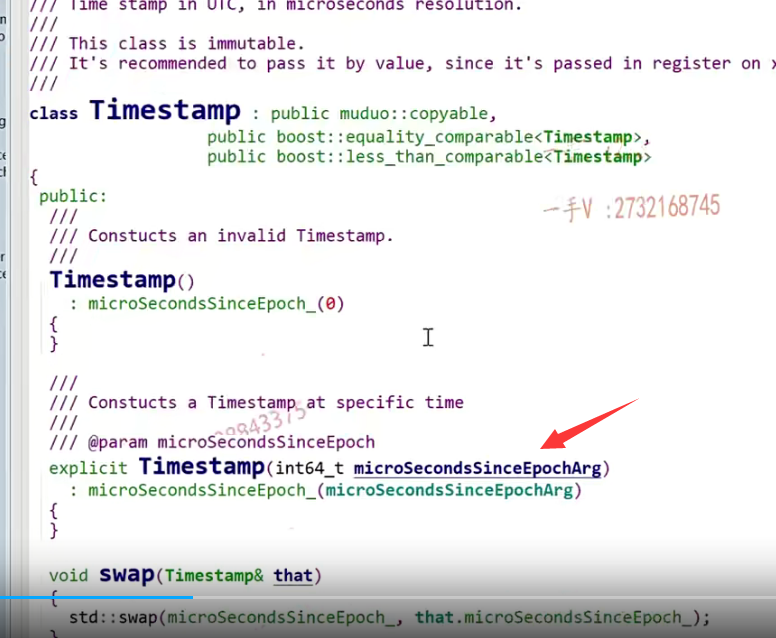 /// Time stamp in UTC, in microseconds resolution.
///
/// This class is immutable.
/// It's recommended to pass it by value, since it's passed in register on
///
class Timestamp : public muduo::copyable,
public boost::equality_comparable<Timestamp>,
public boost::less_than_comparable<Timestamp>
{
public:
一手V :2732168745
///
/// Constucts an invalid Timestamp.
///
Timestamp()
: microSecondsSinceEpoch_(0)
{
}
///
/// Constucts a Timestamp at specific time
///
/// @param microSecondsSinceEpoch
explicit Timestamp(int64_t microSecondsSinceEpochArg)
: microSecondsSinceEpoch_(microSecondsSinceEpochArg)
{
}
void swap(Timestamp& that)
{
std::swap(microSecondsSinceEpoch_, that.microSecondsSinceEpoch_);
}